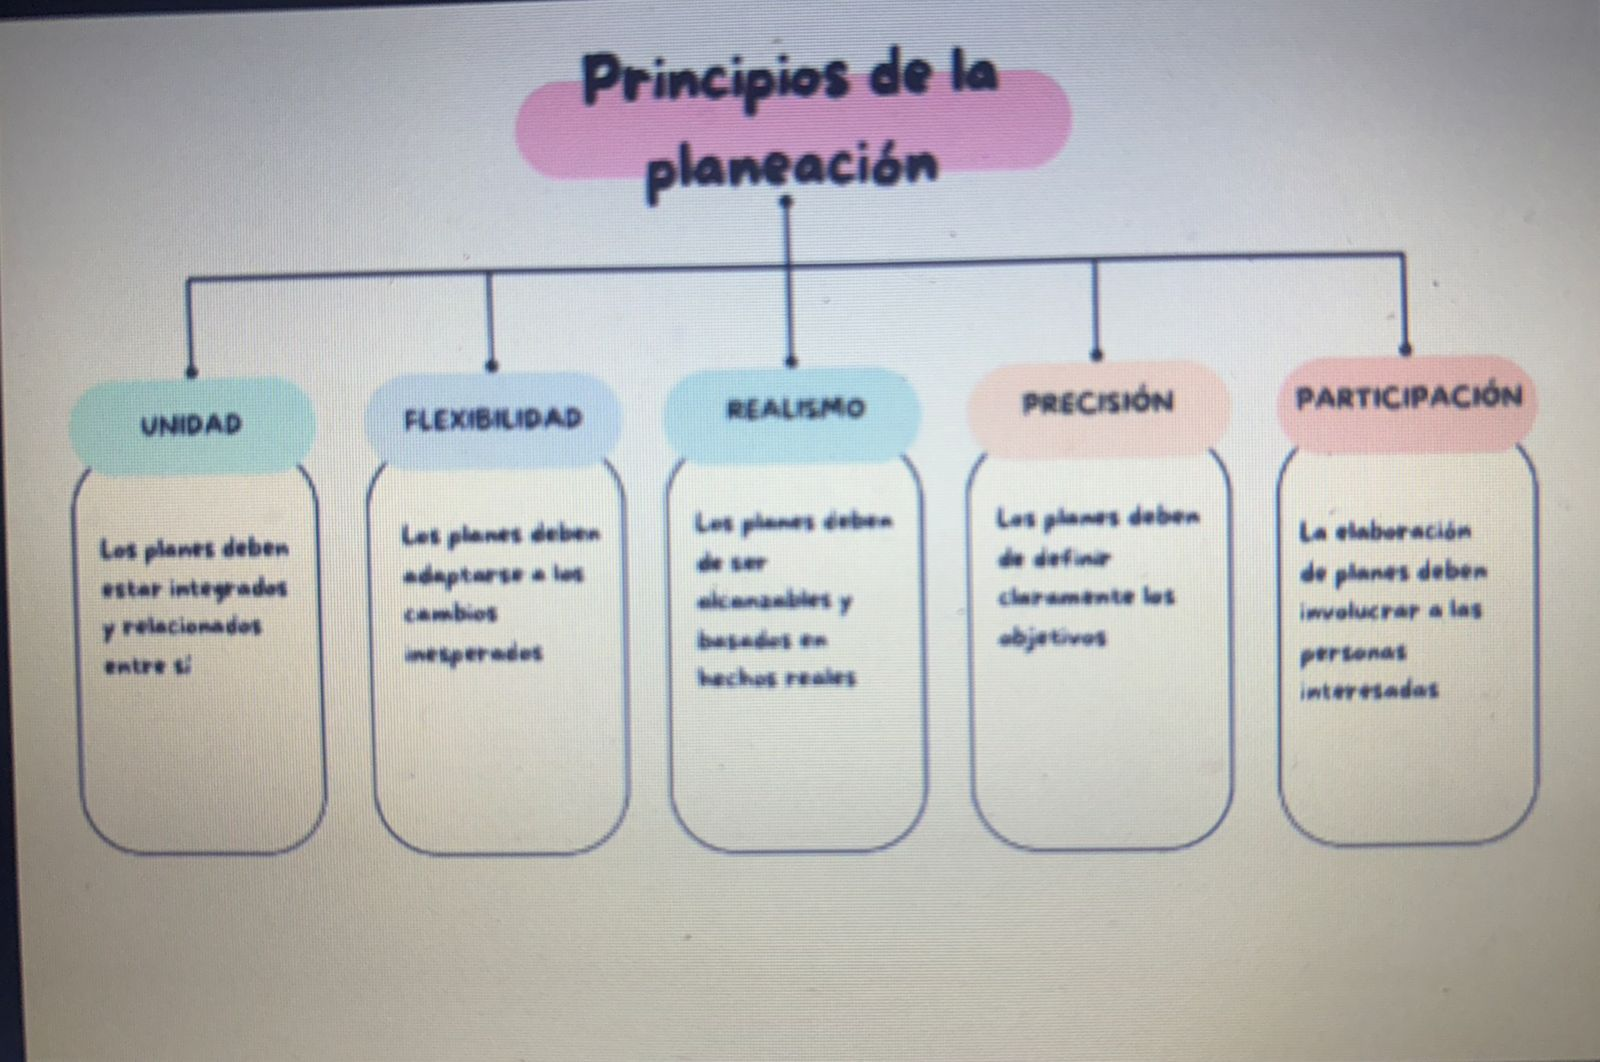 Principios de la
planeación
UNIDAD
Los planes deben
estar integrados
y relacionados
entre sí
FLEXIBILIDAD
Los planes deben
adaptarse a los
cambios
inesperados
REALISMO
Los planes deben
de ser
alcanzables y
basados en
hechos reales
PRECISIÓN
Los planes deben
de definir
claramente los
objetivos
PARTICIPACIÓN
La elaboración
de planes deben
involucrar a las
personas
interesadas